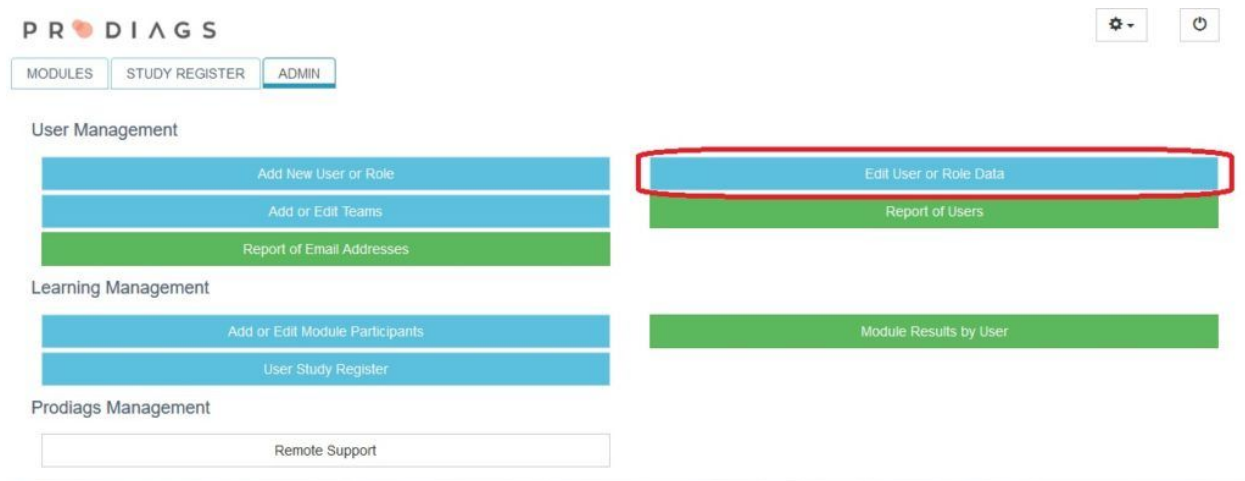 PRODIAGS
MODULES STUDY REGISTER ADMIN
User Management
Add New User or Role Edit User or Role Data
Add or Edit Teams Report of Users
Report of Email Addresses
Learning Management
Add or Edit Module Participants Module Results by User
User Study Register
Prodiags Management
Remote Support